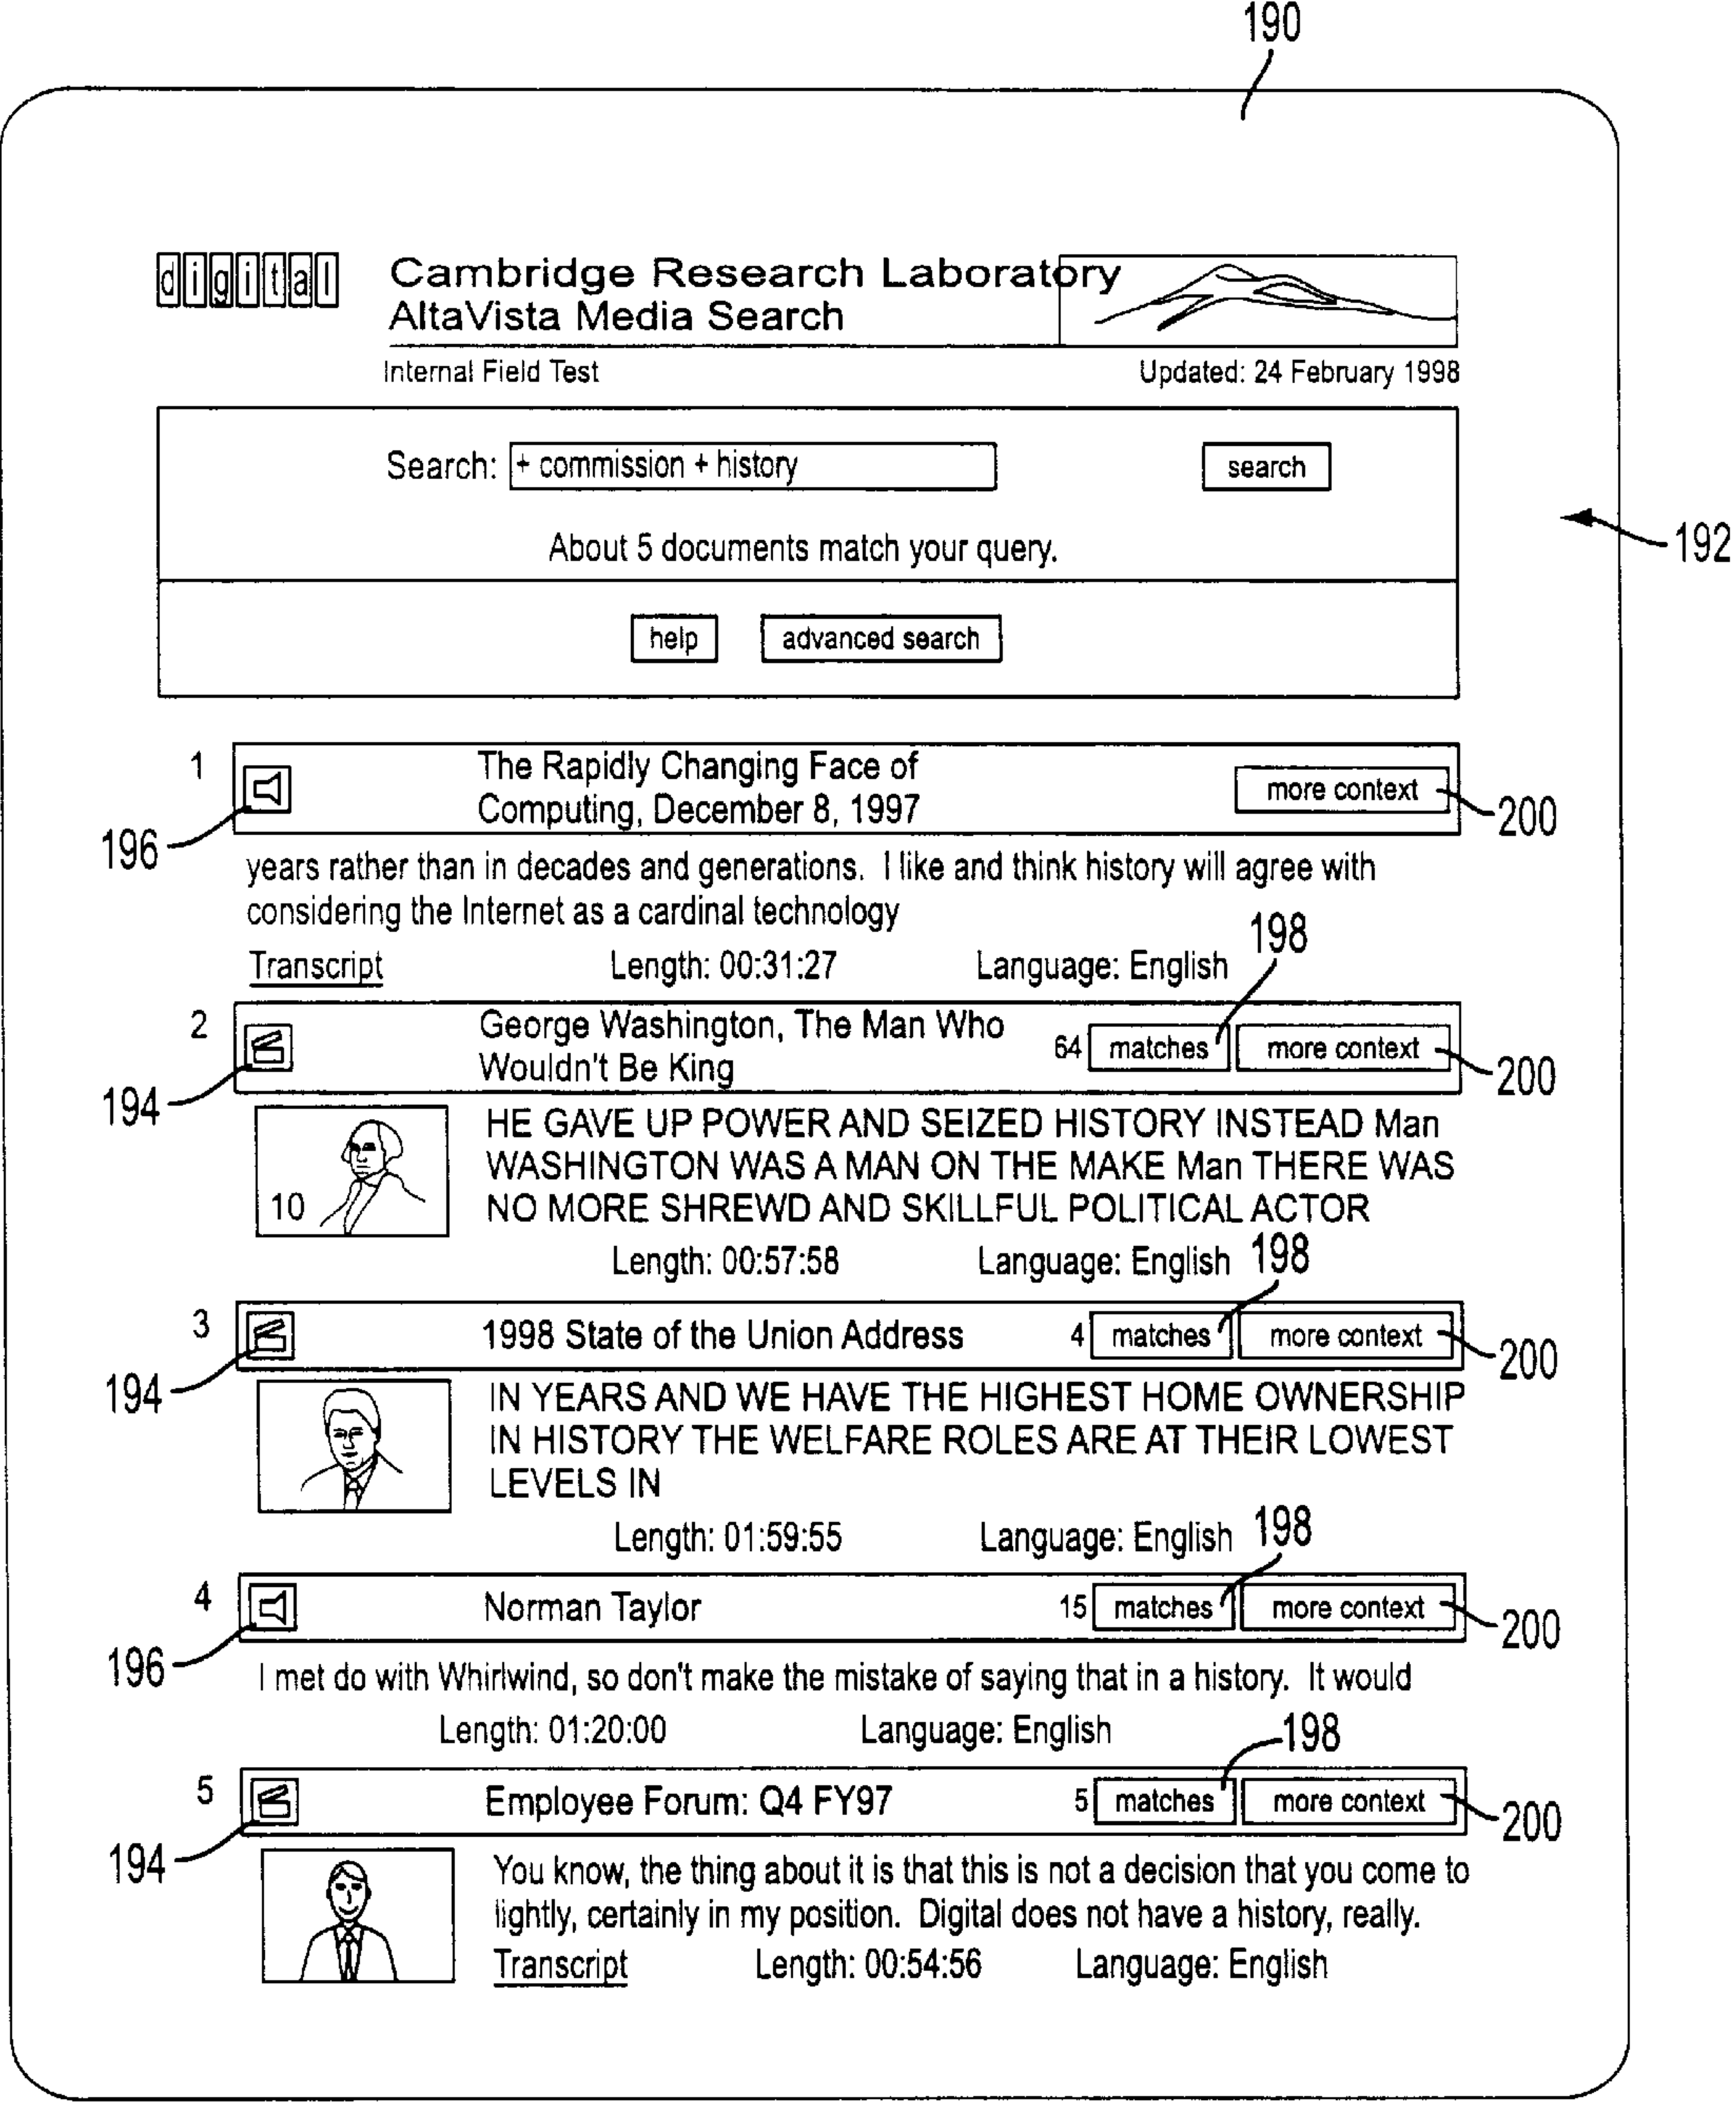 190
digital
Cambridge Research Laboratory
AltaVista Media Search
Internal Field Test
Updated: 24 February 1998
Search: + commission + history
search
About 5 documents match your query.
192
help
advanced search
1
The Rapidly Changing Face of
Computing, December 8, 1997
more context
200
196
years rather than in decades and generations. I like and think history will agree with
considering the Internet as a cardinal technology
198
Transcript
Length: 00:31:27
Language: English
2
George Washington, The Man Who
Wouldn't Be King
64
matches
more context
200
194
HE GAVE UP POWER AND SEIZED HISTORY INSTEAD Man
WASHINGTON WAS A MAN ON THE MAKE Man THERE WAS
NO MORE SHREWD AND SKILLFUL POLITICAL ACTOR
10
Length: 00:57:58
Language: English
198
3
1998 State of the Union Address
4
matches
more context
200
194
IN YEARS AND WE HAVE THE HIGHEST HOME OWNERSHIP
IN HISTORY THE WELFARE ROLES ARE AT THEIR LOWEST
LEVELS IN
Length: 01:59:55
Language: English
198
4
Norman Taylor
15
matches
more context
200
196
I met do with Whirlwind, so don't make the mistake of saying that in a history. It would
Length: 01:20:00
Language: English
198
5
Employee Forum: Q4 FY97
5
matches
more context
200
194
You know, the thing about it is that this is not a decision that you come to
lightly, certainly in my position. Digital does not have a history, really.
Transcript
Length: 00:54:56
Language: English